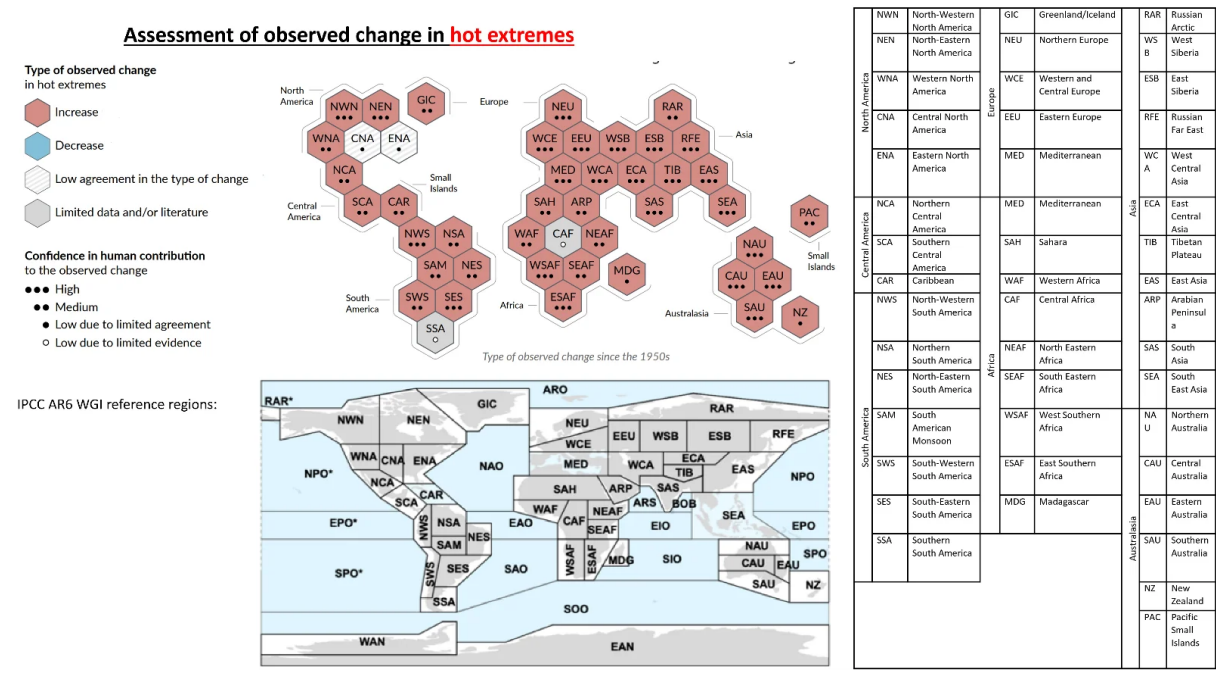 Assessment of observed change in hot extremes
Type of observed change
in hot extremes
Increase
Decrease
Low agreement in the type of change
Limited data and/or literature
Confidence in human contribution
to the observed change
●●● High
●● Medium
● Low due to limited agreement
○ Low due to limited evidence
North
America
NWN ●●●
NEN ●●●
GIC ●●
WNA ●●
CNA ●
ENA ●
NCA ●●
Small
Islands
Central
America
SCA ●●
CAR ●●
NWS ●●●
NSA ●●
SAM ●●
NES ●●
South
America
SWS ●●
SES ●●●
SSA ○
Europe
NEU ●●●
RAR ●●
WCE ●●●
EEU ●●●
WSB ●●●
ESB ●●●
RFE ●●●
Asia
MED ●●●
WCA ●●●
ECA ●●●
TIB ●●●
EAS ●●●
SAH ●●
ARP ●●
SAS ●●●
SEA ●●●
WAF ●●
CAF ○
NEAF ●●
WSAF ●●●
SEAF ●●
MDG ●
Africa
ESAF ●●●
PAC ●●
Small
Islands
NAU ●●
CAU ●●
EAU ●●●
Australasia
SAU ●●●
NZ ●
Type of observed change since the 1950s
IPCC AR6 WGI reference regions:
ARO
RAR*
GIC
RAR
NWN
NEN
NEU
EEU
WSB
ESB
RFE
WCE
WNA
CNA
ENA
NAO
MED
WCA
ECA
TIB
EAS
NPO*
NPO
NCA
SCA
CAR
SAH
ARP
SAS
ARS
BOB
WAF
CAF
NEAF
SEA
EPO*
NWS
NSA
EAO
SEAF
EIO
EPO
NES
SAM
WSAF
ESAF
MDG
NAU
SPO
SPO*
SWS
SES
SAO
SIO
CAU
EAU
SAU
NZ
SSA
SOO
WAN
EAN
North America
NWN North-Western
North America
NEN North-Eastern
North America
WNA Western North
America
CNA Central North
America
ENA Eastern North
America
Central America
NCA Northern
Central
America
SCA Southern
Central
America
CAR Caribbean
South America
NWS North-Western
South America
NSA Northern
South America
NES North-Eastern
South America
SAM South
American
Monsoon
SWS South-Western
South America
SES South-Eastern
South America
SSA Southern
South America
Europe
GIC Greenland/Iceland
NEU Northern Europe
WCE Western and
Central Europe
EEU Eastern Europe
MED Mediterranean
Africa
MED Mediterranean
SAH Sahara
WAF Western Africa
CAF Central Africa
NEAF North Eastern
Africa
SEAF South Eastern
Africa
WSAF West Southern
Africa
ESAF East Southern
Africa
MDG Madagascar
Asia
RAR Russian
Arctic
WS West
B Siberia
ESB East
Siberia
RFE Russian
Far East
WC West
A Central
Asia
ECA East
Central
Asia
TIB Tibetan
Plateau
EAS East Asia
ARP Arabian
Peninsul
a
SAS South
Asia
SEA South
East Asia
Australasia
NA Northern
U Australia
CAU Central
Australia
EAU Eastern
Australia
SAU Southern
Australia
NZ New
Zealand
PAC Pacific
Small
Islands